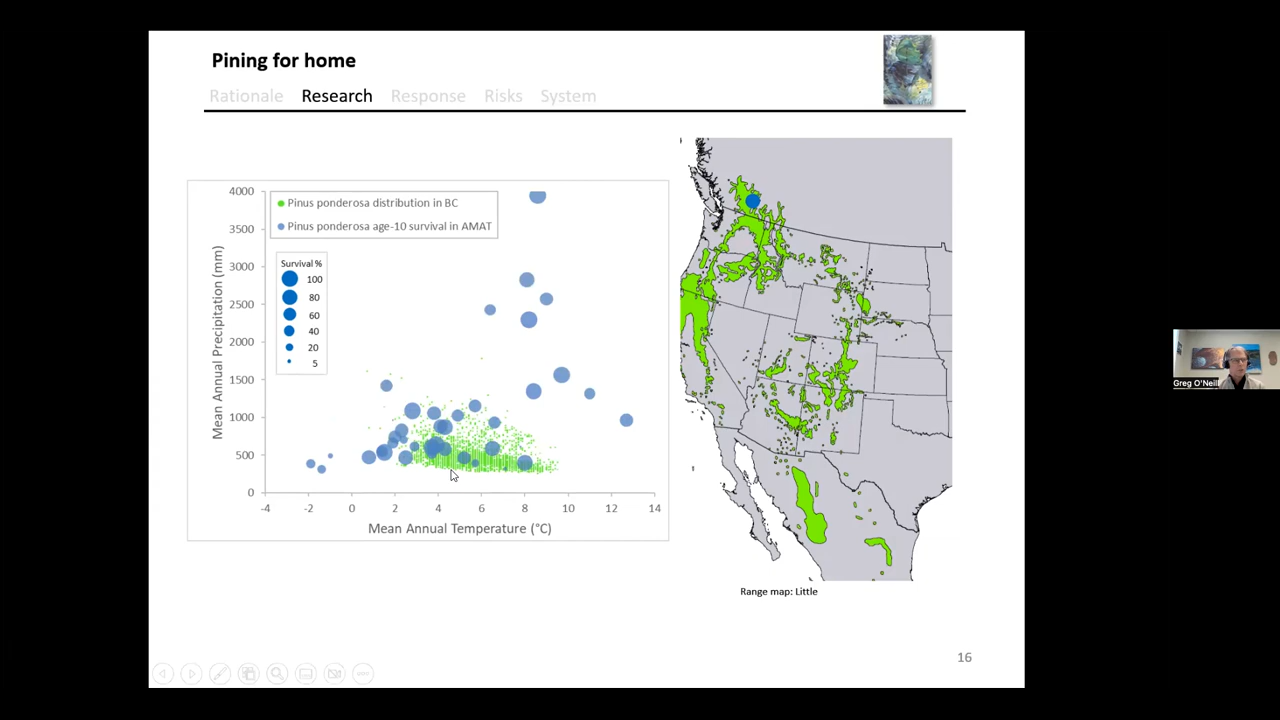 Pining for home
Rationale Research Response Risks System
4000
3500
3000
2500
2000
1500
1000
500
0
Mean Annual Precipitation (mm)
Pinus ponderosa distribution in BC
Pinus ponderosa age-10 survival in AMAT
Survival %
100
80
60
40
20
5
-4 -2 0 2 4 6 8 10 12 14
Mean Annual Temperature (°C)
Range map: Little
16
Greg O'Neill